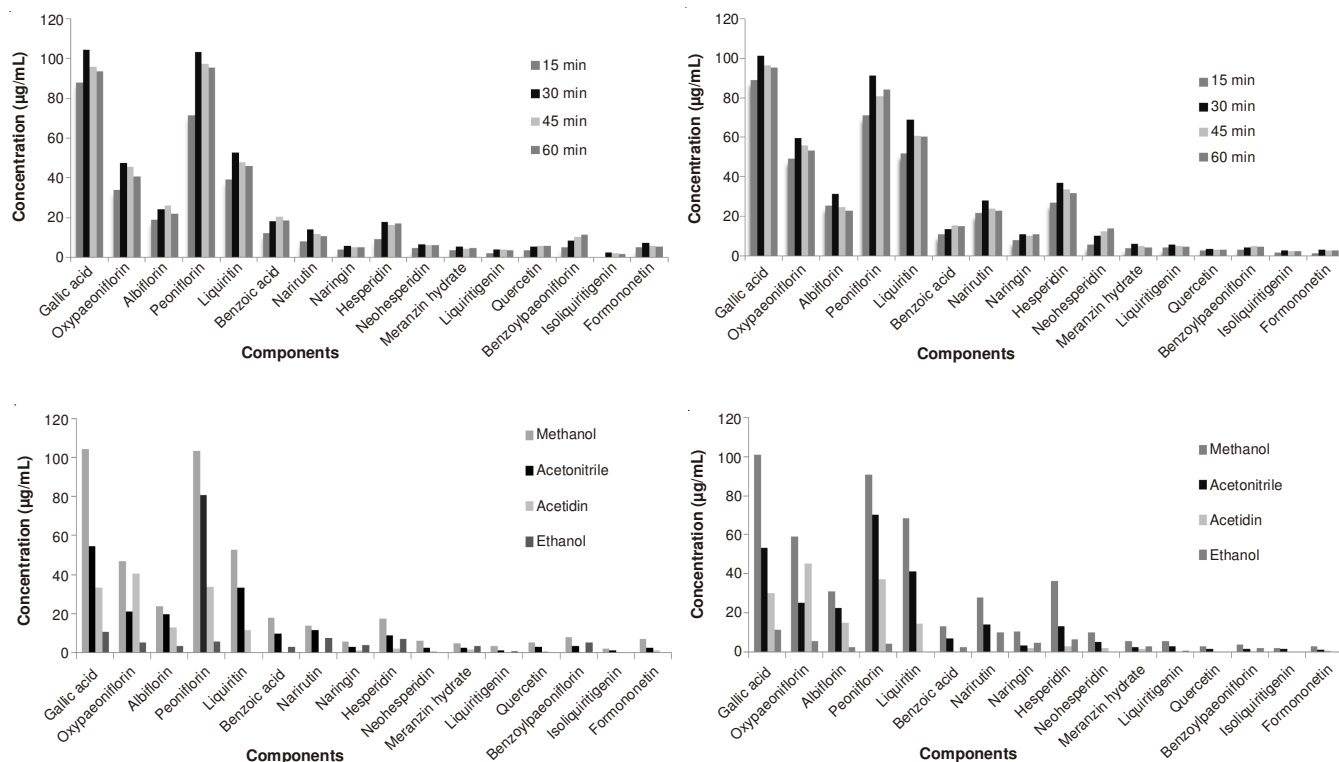 120
100
80
60
40
20
0
Concentration (µg/mL)
15 min
30 min
45 min
60 min
Gallic acid
Oxypaeoniflorin
Albiflorin
Peoniflorin
Liquiritin
Benzoic acid
Narirutin
Naringin
Hesperidin
Neohesperidin
Meranzin hydrate
Liquiritigenin
Quercetin
Benzoylpaeoniflorin
Isoliquiritigenin
Formononetin
Components
120
100
80
60
40
20
0
Concentration (µg/mL)
15 min
30 min
45 min
60 min
Gallic acid
Oxypaeoniflorin
Albiflorin
Peoniflorin
Liquiritin
Benzoic acid
Narirutin
Naringin
Hesperidin
Neohesperidin
Meranzin hydrate
Liquiritigenin
Quercetin
Benzoylpaeoniflorin
Isoliquiritigenin
Formononetin
Components
120
100
80
60
40
20
0
Concentration (µg/mL)
Methanol
Acetonitrile
Acetidin
Ethanol
Gallic acid
Oxypaeoniflorin
Albiflorin
Peoniflorin
Liquiritin
Benzoic acid
Narirutin
Naringin
Hesperidin
Neohesperidin
Meranzin hydrate
Liquiritigenin
Quercetin
Benzoylpaeoniflorin
Isoliquiritigenin
Formononetin
Components
120
100
80
60
40
20
0
Concentration (µg/mL)
Methanol
Acetonitrile
Acetidin
Ethanol
Gallic acid
Oxypaeoniflorin
Albiflorin
Peoniflorin
Liquiritin
Benzoic acid
Narirutin
Naringin
Hesperidin
Neohesperidin
Meranzin hydrate
Liquiritigenin
Quercetin
Benzoylpaeoniflorin
Isoliquiritigenin
Formononetin
Components